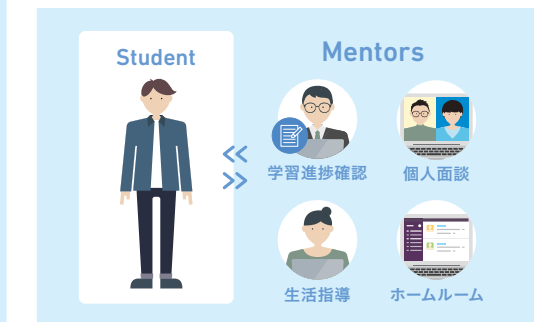 Student
Mentors
学習進捗確認
個人面談
生活指導
ホームルーム